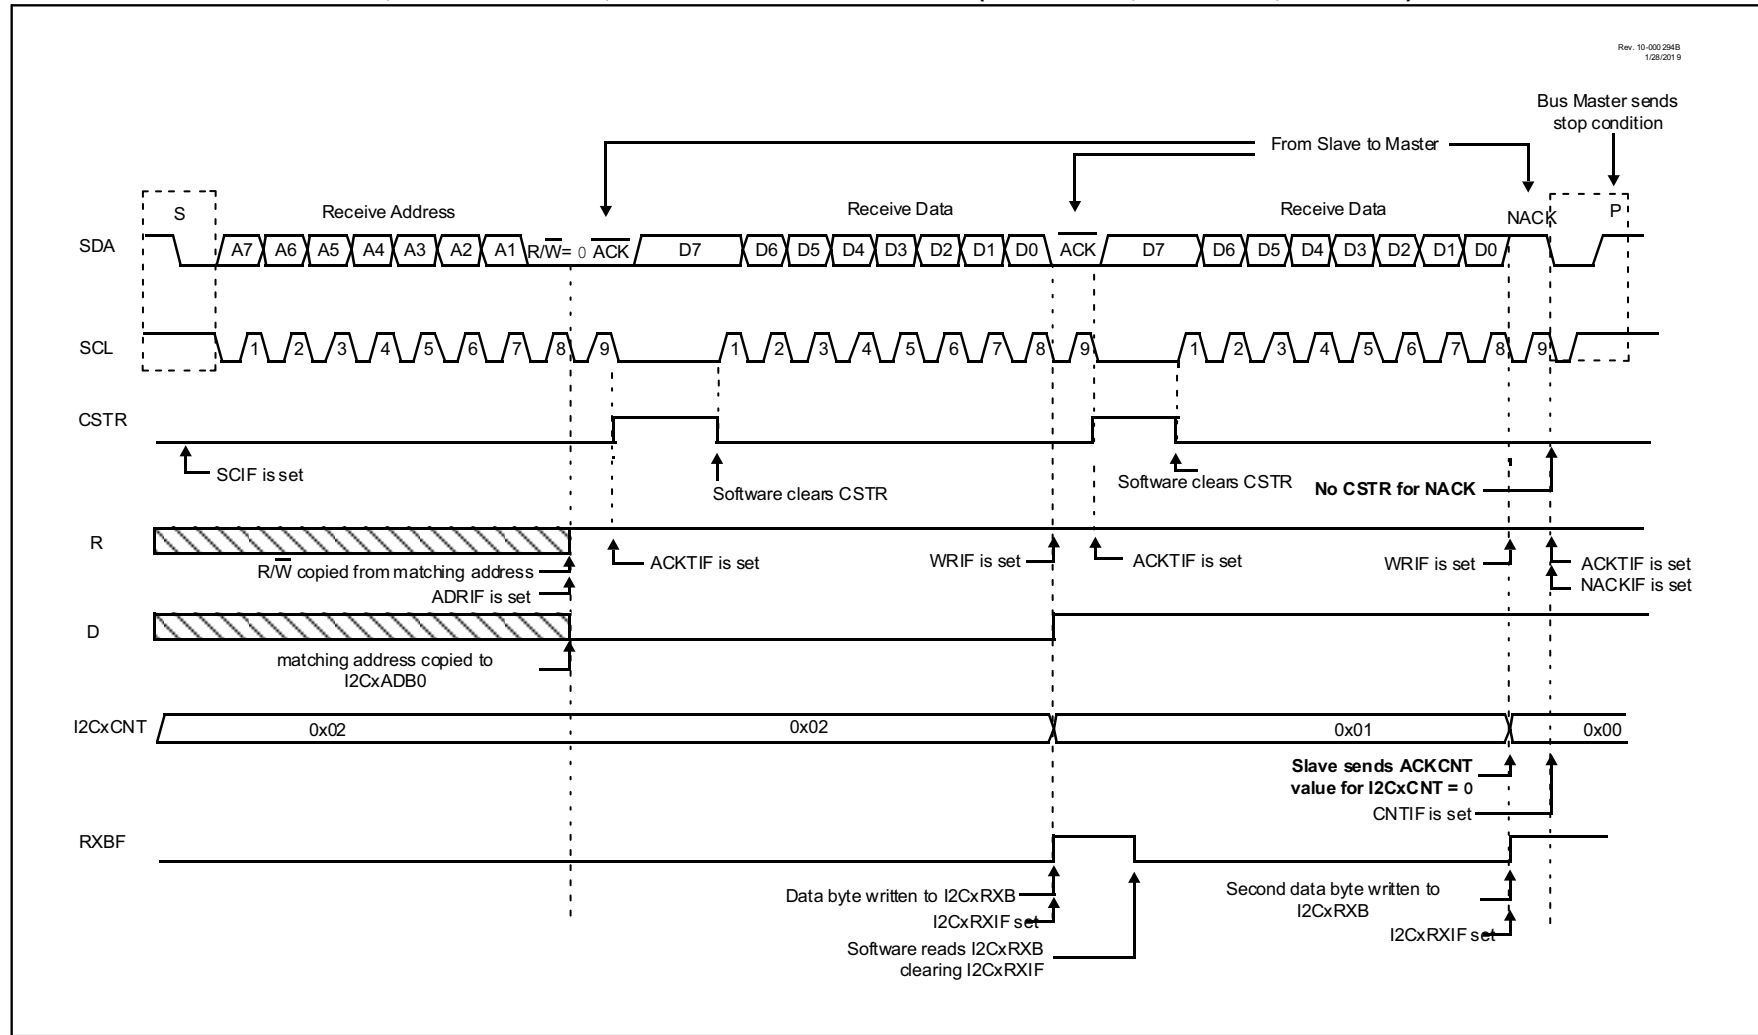 Rev. 10-000 294B
1/28/2019
Bus Master sends
stop condition
From Slave to Master
S
Receive Address
Receive Data
Receive Data
NACK
P
SDA
A7 A6 A5 A4 A3 A2 A1 R/W= 0 ACK D7 D6 D5 D4 D3 D2 D1 D0 ACK D7 D6 D5 D4 D3 D2 D1 D0
SCL
1 2 3 4 5 6 7 8 9 1 2 3 4 5 6 7 8 9 1 2 3 4 5 6 7 8 9
CSTR
SCIF is set
Software clears CSTR
Software clears CSTR
No CSTR for NACK
R
R/W copied from matching address
ADRIF is set
ACKTIF is set
WRIF is set
ACKTIF is set
WRIF is set
ACKTIF is set
NACKIF is set
D
matching address copied to
I2CxADB0
I2CxCNT
0x02
0x02
0x01
0x00
Slave sends ACKCNT
value for I2CxCNT = 0
CNTIF is set
RXBF
Data byte written to I2CxRXB
I2CxRXIF set
Software reads I2CxRXB
clearing I2CxRXIF
Second data byte written to
I2CxRXB
I2CxRXIF set